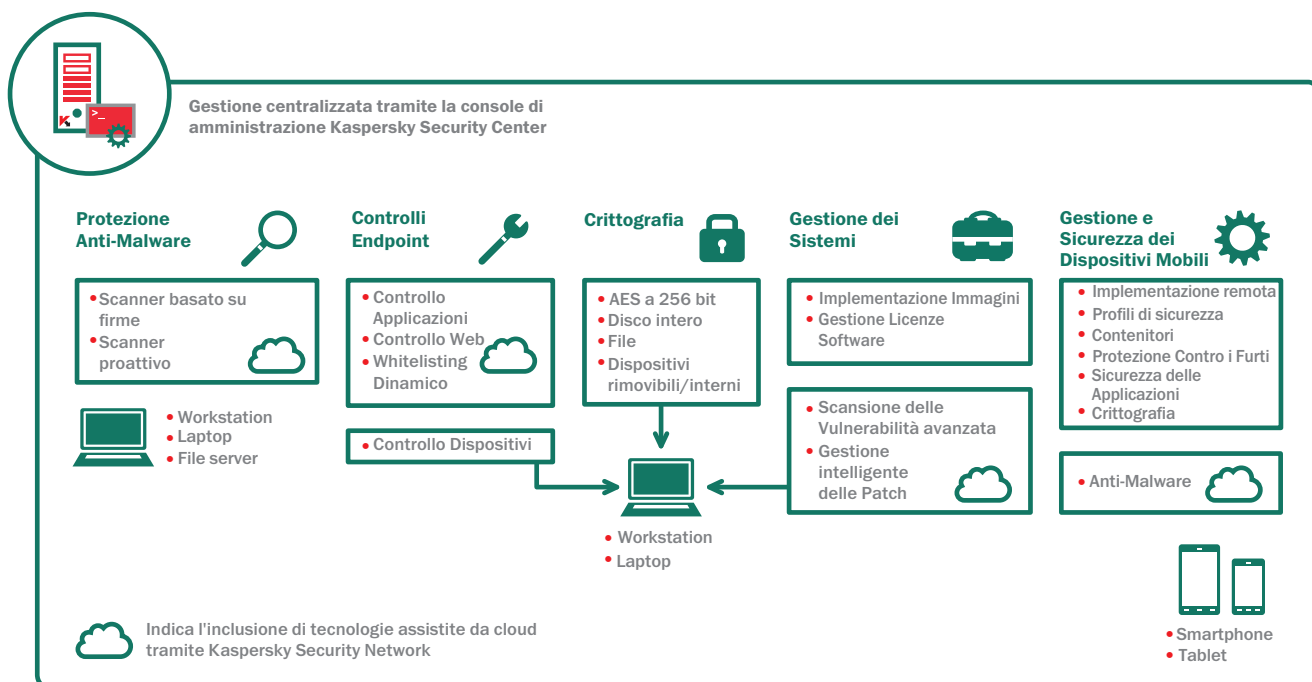 Gestione centralizzata tramite la console di
amministrazione Kaspersky Security Center
Protezione
Anti-Malware
• Scanner basato su
firme
• Scanner
proattivo
• Workstation
• Laptop
• File server
Controlli
Endpoint
• Controllo
Applicazioni
• Controllo Web
• Whitelisting
Dinamico
• Controllo Dispositivi
Crittografia
• AES a 256 bit
• Disco intero
• File
• Dispositivi
rimovibili/interni
• Workstation
• Laptop
Gestione dei
Sistemi
• Implementazione Immagini
• Gestione Licenze
Software
• Scansione delle
Vulnerabilità avanzata
• Gestione
intelligente
delle Patch
Gestione e
Sicurezza dei
Dispositivi Mobili
• Implementazione remota
• Profili di sicurezza
• Contenitori
• Protezione Contro i Furti
• Sicurezza delle
Applicazioni
• Crittografia
• Anti-Malware
• Smartphone
• Tablet
Indica l'inclusione di tecnologie assistite da cloud
tramite Kaspersky Security Network